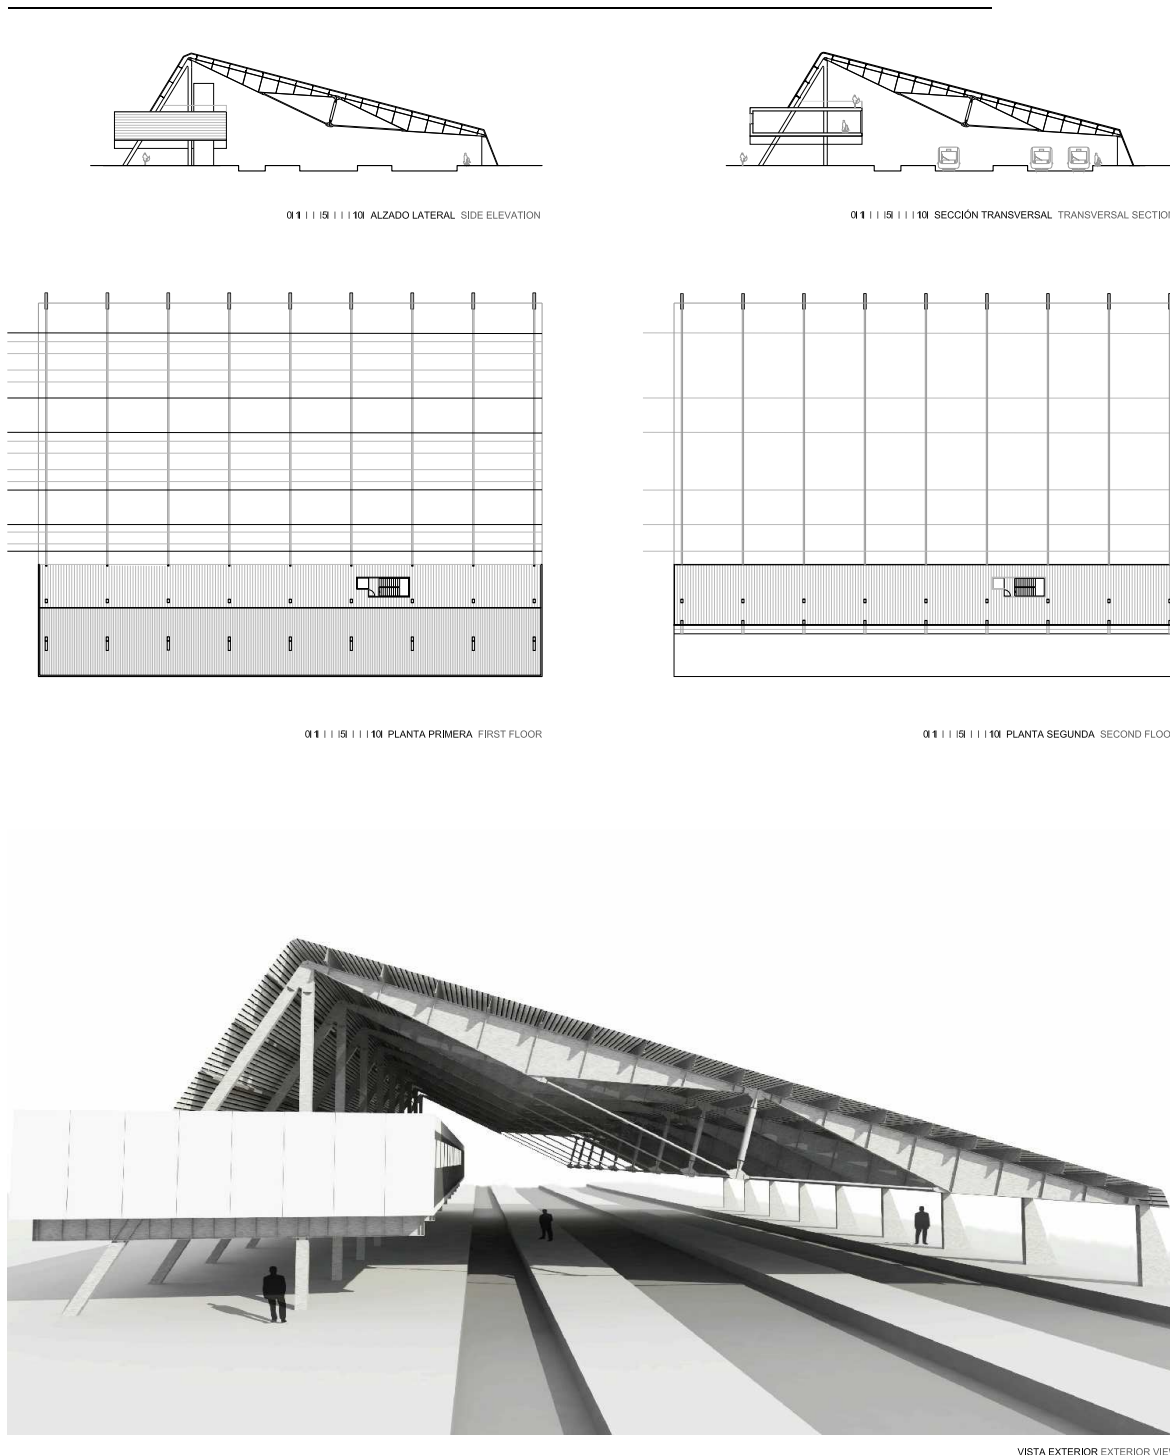 0 1 5 10 ALZADO LATERAL SIDE ELEVATION
0 1 5 10 SECCIÓN TRANSVERSAL TRANSVERSAL SECTION
0 1 5 10 PLANTA PRIMERA FIRST FLOOR
0 1 5 10 PLANTA SEGUNDA SECOND FLOO
VISTA EXTERIOR EXTERIOR VIE